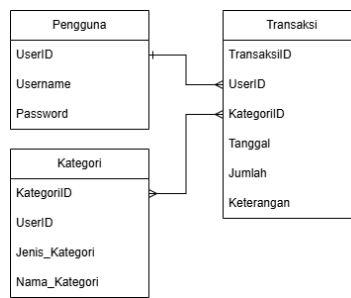 Pengguna
UserID
Username
Password
Kategori
KategoriID
UserID
Jenis_Kategori
Nama_Kategori
Transaksi
TransaksiID
UserID
KategoriID
Tanggal
Jumlah
Keterangan